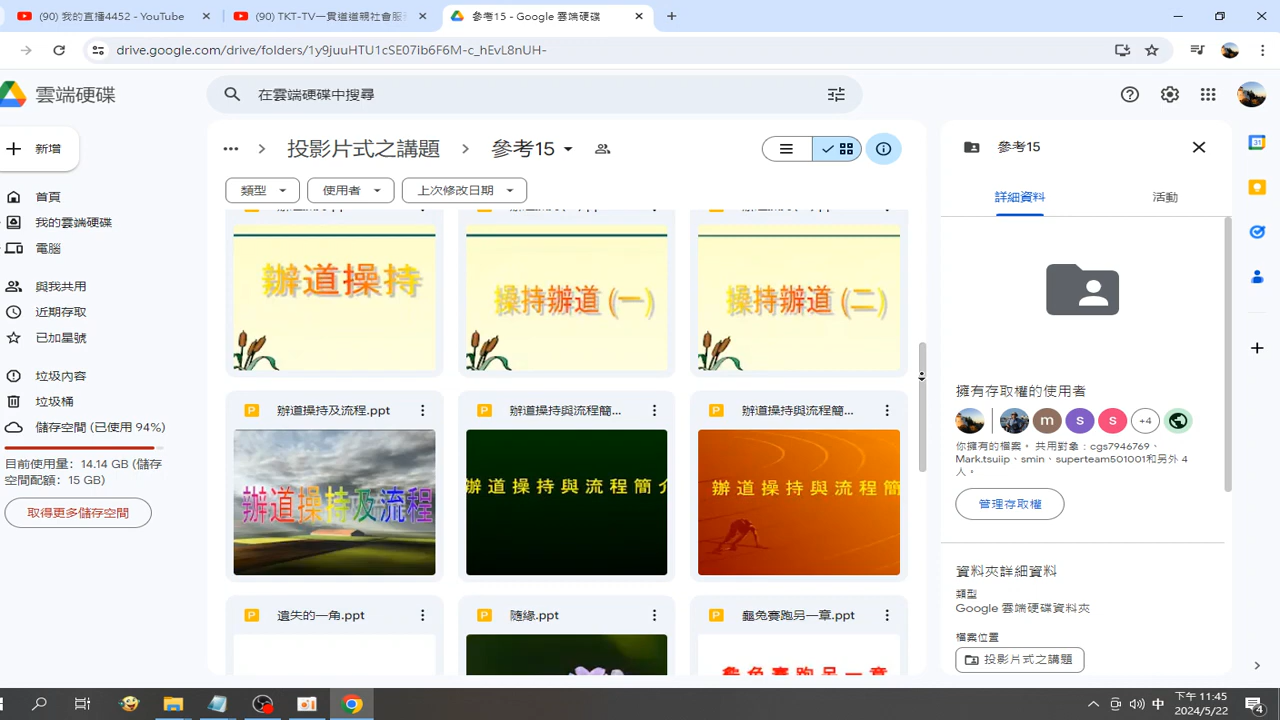 (90) 我的直播4452 - YouTube
(90) TKT-TV一貫道道親社會服
參考15 - Google 雲端硬碟
drive.google.com/drive/folders/1y9juuHTU1cSE07ib6F6M-c_hEvL8nUH-
雲端硬碟
在雲端硬碟中搜尋
新增
首頁
我的雲端硬碟
電腦
與我共用
近期存取
已加星號
垃圾內容
垃圾桶
儲存空間 (已使用 94%)
目前使用量：14.14 GB (儲存
空間配額：15 GB)
取得更多儲存空間
投影片式之講題
參考15
類型
使用者
上次修改日期
辦道操持
操持辦道 (一)
操持辦道 (二)
辦道操持及流程.ppt
辦道操持與流程簡...
辦道操持與流程簡...
辦道操持及流程
辦道操持與流程簡介
辦道操持與流程簡
遺失的一角.ppt
隨緣.ppt
龜兔賽跑另一章.ppt
龜兔賽跑另一章
參考15
詳細資料
活動
擁有存取權的使用者
m
S
S
+4
你擁有的檔案。 共用對象：cgs7946769、
Mark.tsuiip、smin、superteam501001和另外 4
人。
管理存取權
資料夾詳細資料
類型
Google 雲端硬碟資料夾
檔案位置
投影片式之講題
31
中
下午 11:45
2024/5/22
4